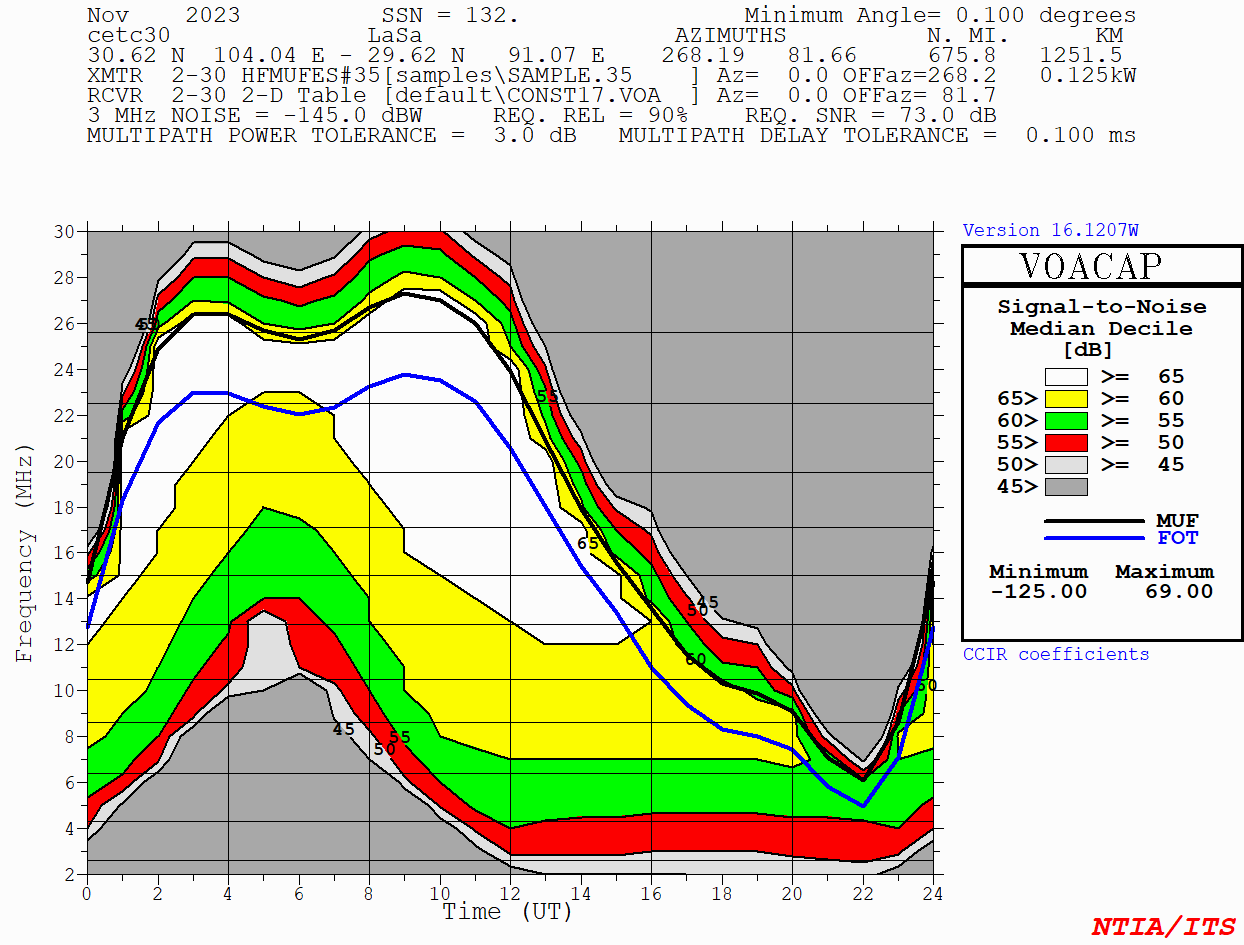 Nov    2023          SSN = 132.                Minimum Angle= 0.100 degrees
cetc30              LaSa                  AZIMUTHS          N. MI.      KM
30.62 N  104.04 E - 29.62 N   91.07 E    268.19   81.66     675.8   1251.5
XMTR  2-30 HFMUFES#35[samples\SAMPLE.35    ] Az=  0.0 OFFaz=268.2   0.125kW
RCVR  2-30 2-D Table [default\CONST17.VOA  ] Az=  0.0 OFFaz= 81.7
3 MHz NOISE = -145.0 dBW     REQ. REL = 90%    REQ. SNR = 73.0 dB
MULTIPATH POWER TOLERANCE =  3.0 dB   MULTIPATH DELAY TOLERANCE =  0.100 ms
Version 16.1207W
VOACAP
Signal-to-Noise
Median Decile
[dB]
>= 65
65> >= 60
60> >= 55
55> >= 50
50> >= 45
45>
MUF
FOT
Minimum Maximum
-125.00 69.00
CCIR coefficients
Frequency (MHz)
30
28
26
24
22
20
18
16
14
12
10
8
6
4
2
45
55
65
45
50
60
50
45
55
50
0 2 4 6 8 10 12 14 16 18 20 22 24
Time (UT)
NTIA/ITS